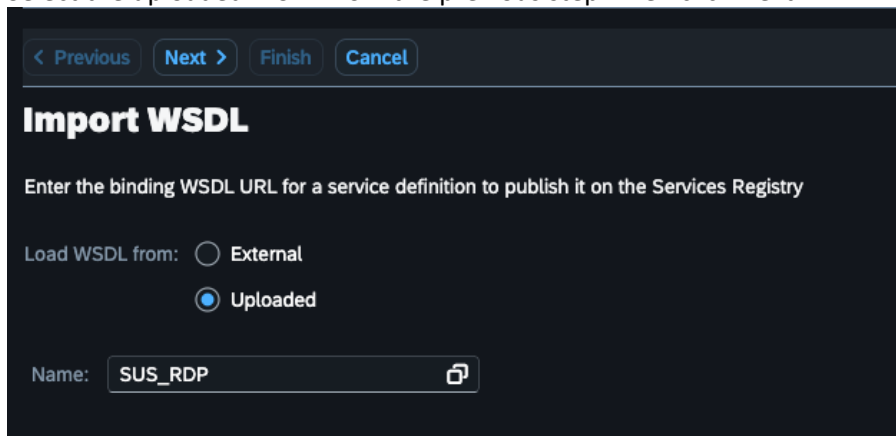 < Previous Next > Finish Cancel
Import WSDL
Enter the binding WSDL URL for a service definition to publish it on the Services Registry
Load WSDL from: External
Uploaded
Name: SUS_RDP